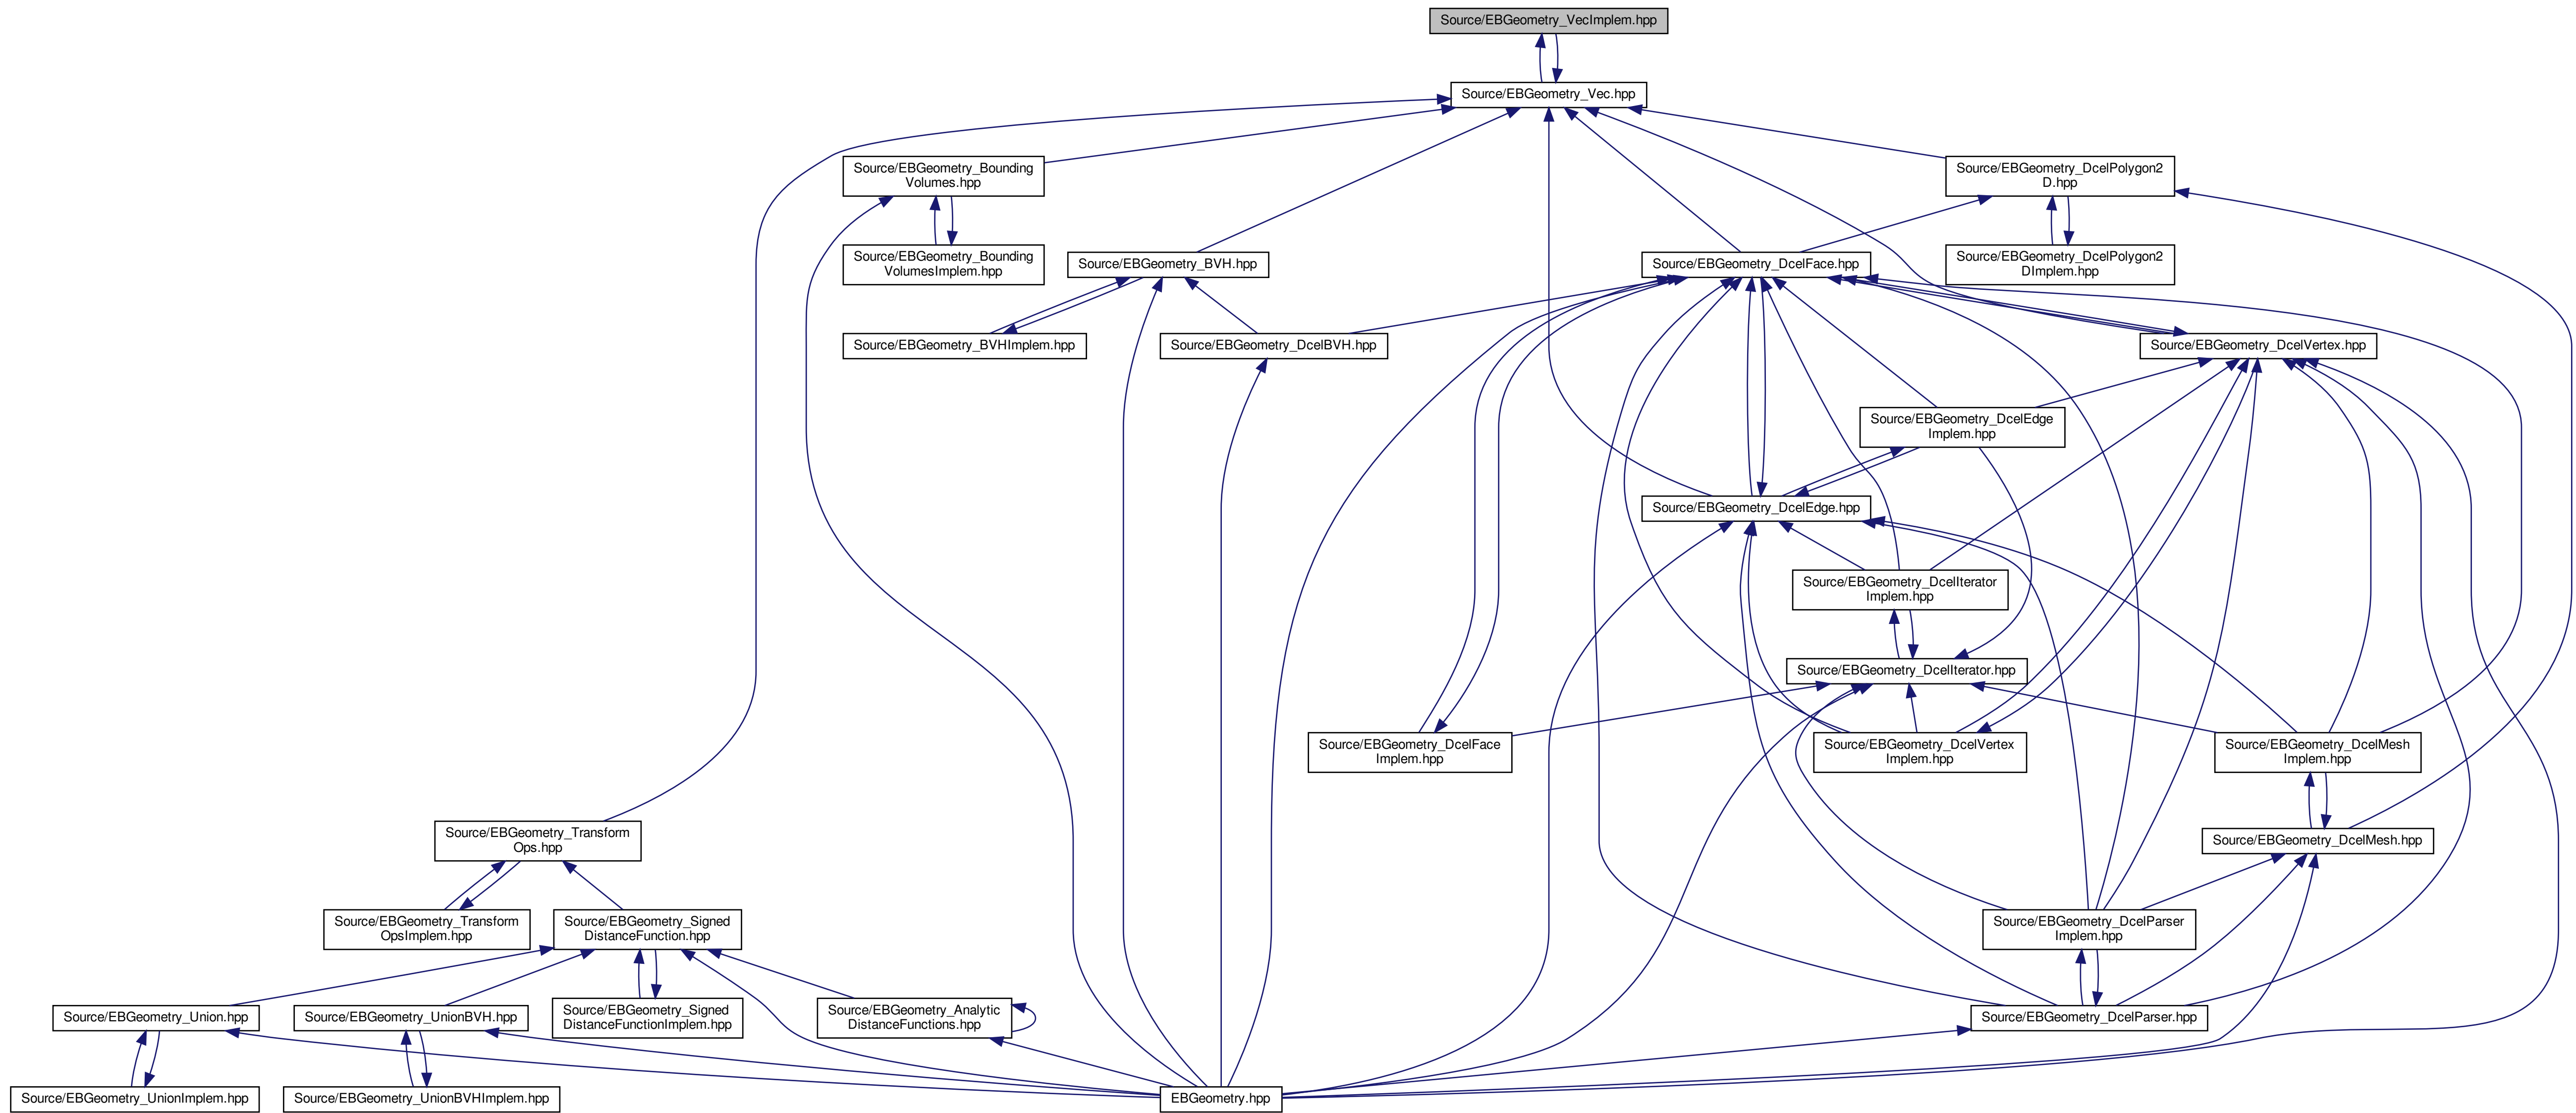 Source/EBGeometry_VecImplem.hpp
Source/EBGeometry_Vec.hpp
Source/EBGeometry_Bounding
Volumes.hpp
Source/EBGeometry_DcelPolygon2
D.hpp
Source/EBGeometry_Bounding
VolumesImplem.hpp
Source/EBGeometry_BVH.hpp
Source/EBGeometry_DcelFace.hpp
Source/EBGeometry_DcelPolygon2
DImplem.hpp
Source/EBGeometry_BVHImplem.hpp
Source/EBGeometry_DcelBVH.hpp
Source/EBGeometry_DcelVertex.hpp
Source/EBGeometry_DcelEdge
Implem.hpp
Source/EBGeometry_DcelEdge.hpp
Source/EBGeometry_DcelIterator
Implem.hpp
Source/EBGeometry_DcelIterator.hpp
Source/EBGeometry_DcelFace
Implem.hpp
Source/EBGeometry_DcelVertex
Implem.hpp
Source/EBGeometry_DcelMesh
Implem.hpp
Source/EBGeometry_Transform
Ops.hpp
Source/EBGeometry_DcelMesh.hpp
Source/EBGeometry_Transform
OpsImplem.hpp
Source/EBGeometry_Signed
DistanceFunction.hpp
Source/EBGeometry_DcelParser
Implem.hpp
Source/EBGeometry_Union.hpp
Source/EBGeometry_UnionBVH.hpp
Source/EBGeometry_Signed
DistanceFunctionImplem.hpp
Source/EBGeometry_Analytic
DistanceFunctions.hpp
Source/EBGeometry_DcelParser.hpp
Source/EBGeometry_UnionImplem.hpp
Source/EBGeometry_UnionBVHImplem.hpp
EBGeometry.hpp